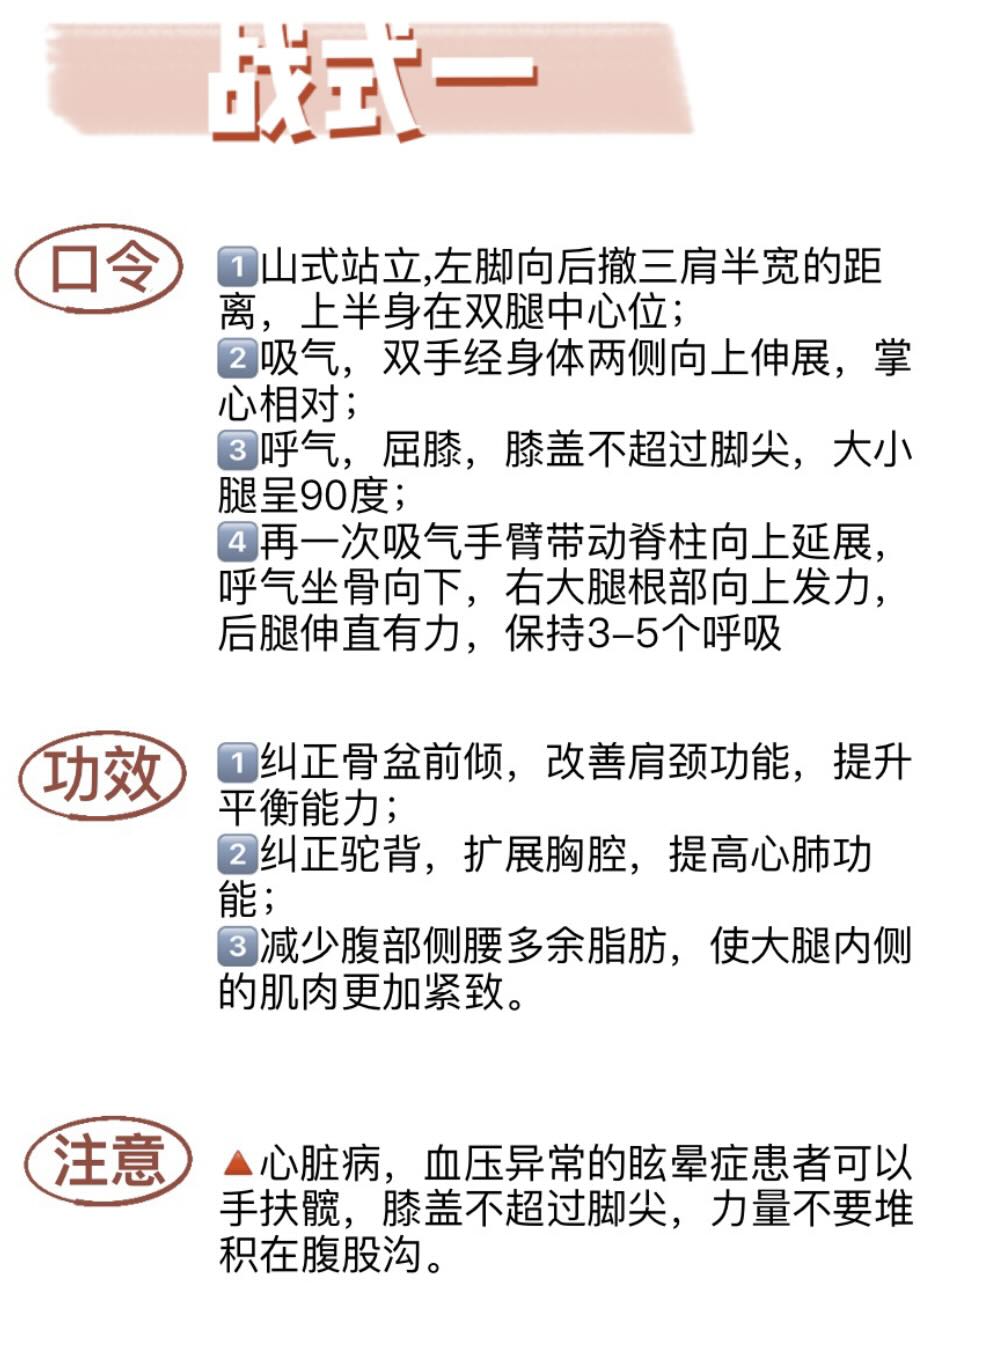 战式一
口令
1️⃣山式站立,左脚向后撤三肩半宽的距
离，上半身在双腿中心位；
2️⃣吸气，双手经身体两侧向上伸展，掌
心相对；
3️⃣呼气，屈膝，膝盖不超过脚尖，大小
腿呈90度；
4️⃣再一次吸气手臂带动脊柱向上延展，
呼气坐骨向下，右大腿根部向上发力，
后腿伸直有力，保持3–5个呼吸
功效
1️⃣纠正骨盆前倾，改善肩颈功能，提升
平衡能力；
2️⃣纠正驼背，扩展胸腔，提高心肺功
能；
3️⃣减少腹部侧腰多余脂肪，使大腿内侧
的肌肉更加紧致。
注意
🔺心脏病，血压异常的眩晕症患者可以
手扶髋，膝盖不超过脚尖，力量不要堆
积在腹股沟。